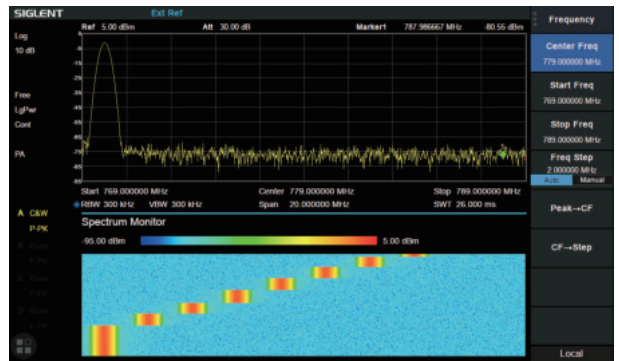 SIGLENT Ext Ref
Ref 5.00 dBm Att 30.00 dB Marker1 787.986667 MHz -80.55 dBm
Log
10 dB
Free
LgPwr
Cont
PA
Start 769.000000 MHz Center 779.000000 MHz Stop 789.000000 MHz
RBW 300 kHz VBW 300 kHz Span 20.000000 MHz SWT 26.000 ms
A C&W
P-PK
Spectrum Monitor
-95.00 dBm 5.00 dBm
Frequency
Center Freq
779.000000 MHz
Start Freq
769.000000 MHz
Stop Freq
789.000000 MHz
Freq Step
2.000000 MHz
Auto Manual
Peak→CF
CF→Step
Local